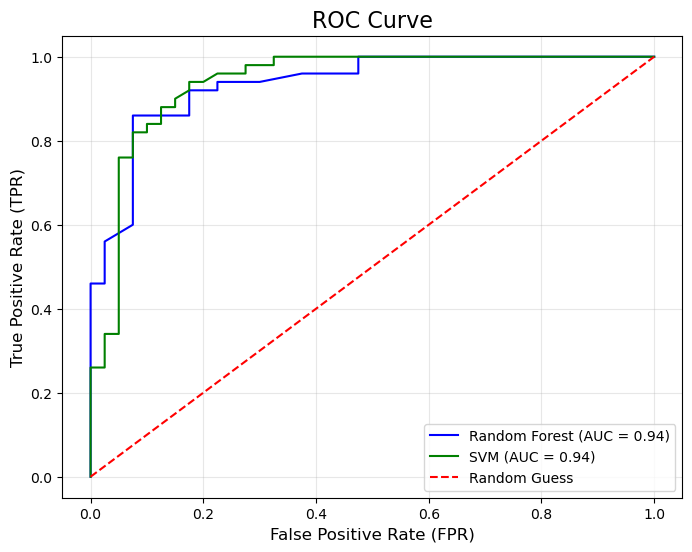 ROC Curve
True Positive Rate (TPR)
1.0
0.8
0.6
0.4
0.2
0.0
Random Forest (AUC = 0.94)
SVM (AUC = 0.94)
Random Guess
0.0 0.2 0.4 0.6 0.8 1.0
False Positive Rate (FPR)